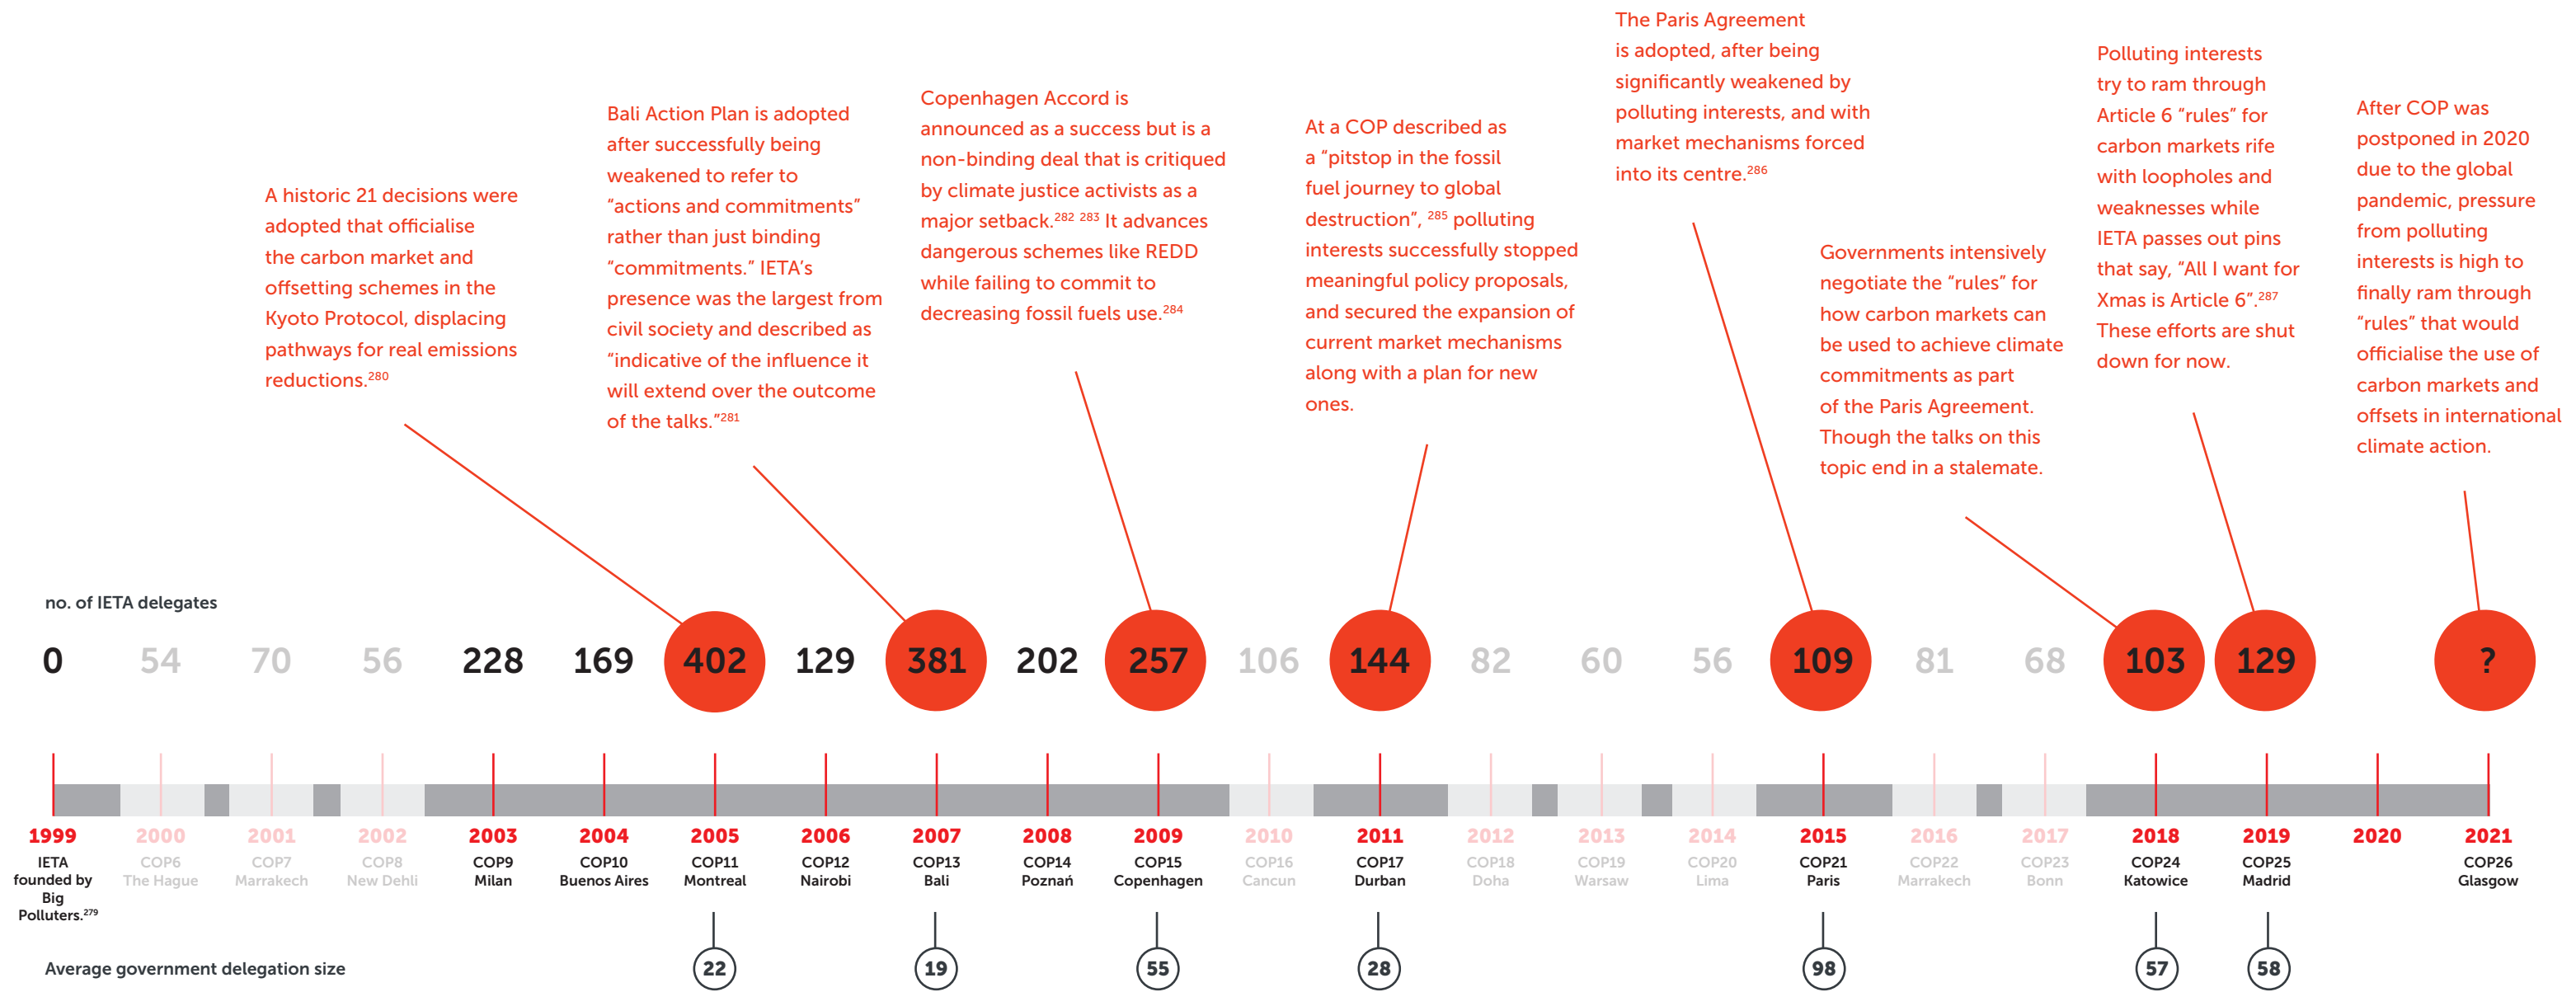 A historic 21 decisions were
adopted that officialise
the carbon market and
offsetting schemes in the
Kyoto Protocol, displacing
pathways for real emissions
reductions.280
Bali Action Plan is adopted
after successfully being
weakened to refer to
“actions and commitments”
rather than just binding
“commitments.” IETA’s
presence was the largest from
civil society and described as
“indicative of the influence it
will extend over the outcome
of the talks.”281
Copenhagen Accord is
announced as a success but is a
non-binding deal that is critiqued
by climate justice activists as a
major setback.282 283 It advances
dangerous schemes like REDD
while failing to commit to
decreasing fossil fuels use.284
At a COP described as
a “pitstop in the fossil
fuel journey to global
destruction”, 285 polluting
interests successfully stopped
meaningful policy proposals,
and secured the expansion of
current market mechanisms
along with a plan for new
ones.
The Paris Agreement
is adopted, after being
significantly weakened by
polluting interests, and with
market mechanisms forced
into its centre.286
Governments intensively
negotiate the “rules” for
how carbon markets can
be used to achieve climate
commitments as part
of the Paris Agreement.
Though the talks on this
topic end in a stalemate.
Polluting interests
try to ram through
Article 6 “rules” for
carbon markets rife
with loopholes and
weaknesses while
IETA passes out pins
that say, “All I want for
Xmas is Article 6”.287
These efforts are shut
down for now.
After COP was
postponed in 2020
due to the global
pandemic, pressure
from polluting
interests is high to
finally ram through
“rules” that would
officialise the use of
carbon markets and
offsets in international
climate action.
no. of IETA delegates
0 54 70 56 228 169 402 129 381 202 257 106 144 82 60 56 109 81 68 103 129 ?
1999 2000 2001 2002 2003 2004 2005 2006 2007 2008 2009 2010 2011 2012 2013 2014 2015 2016 2017 2018 2019 2020 2021
IETA COP6 COP7 COP8 COP9 COP10 COP11 COP12 COP13 COP14 COP15 COP16 COP17 COP18 COP19 COP20 COP21 COP22 COP23 COP24 COP25 COP26
founded by The Hague Marrakech New Dehli Milan Buenos Aires Montreal Nairobi Bali Poznań Copenhagen Cancun Durban Doha Warsaw Lima Paris Marrakech Bonn Katowice Madrid Glasgow
Big
Polluters.279
Average government delegation size 22 19 55 28 98 57 58